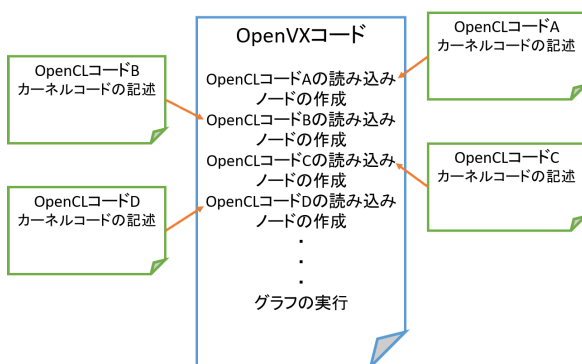 OpenVXコード
OpenCLコードAの読み込み
ノードの作成
OpenCLコードBの読み込み
ノードの作成
OpenCLコードCの読み込み
ノードの作成
OpenCLコードDの読み込み
ノードの作成
・
・
・
グラフの実行
OpenCLコードB
カーネルコードの記述
OpenCLコードD
カーネルコードの記述
OpenCLコードA
カーネルコードの記述
OpenCLコードC
カーネルコードの記述